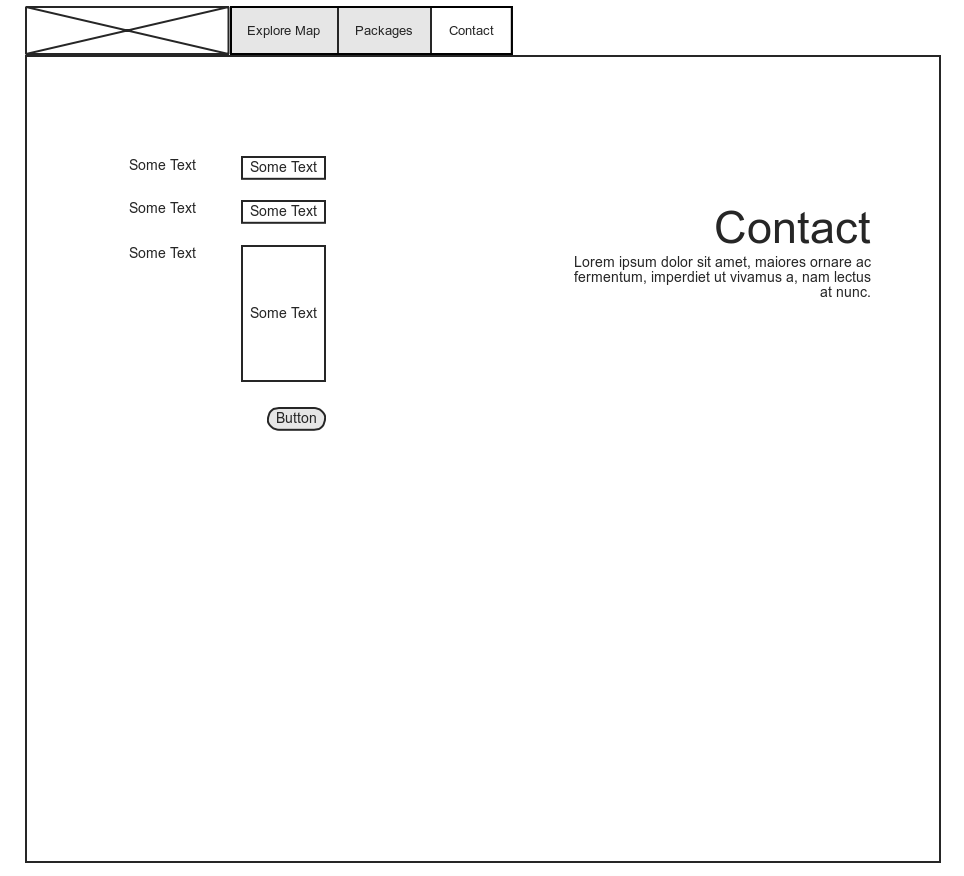 Explore Map
Packages
Contact
Some Text
Some Text
Some Text
Some Text
Some Text
Some Text
Button
Contact
Lorem ipsum dolor sit amet, maiores ornare ac
fermentum, imperdiet ut vivamus a, nam lectus
at nunc.